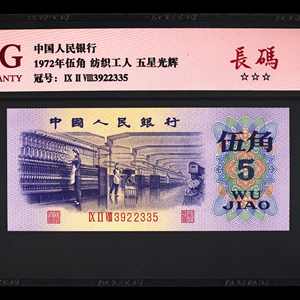 G
RANTY
中国人民银行
1972年伍角 纺织工人 五星光辉
冠号: IX II VIII3922335
長碼
☆☆☆
中國人民銀行
伍角
5
WU
JIAO
IX II VIII 3922335